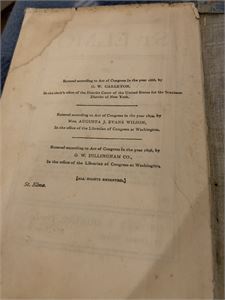 Entered according to Act of Congress in the year 1866, by
G. W. CARLETON,
In the clerk's office of the District Court of the United States for the Southern
District of New York.
Entered according to Act of Congress in the year 1894, by
MRS. AUGUSTA J. EVANS WILSON,
In the office of the Librarian of Congress at Washington.
Entered according to Act of Congress in the year 1896, by
G. W. DILLINGHAM CO.,
In the office of the Librarian of Congress at Washington.
[ALL RIGHTS RESERVED.]
St. Elmo.